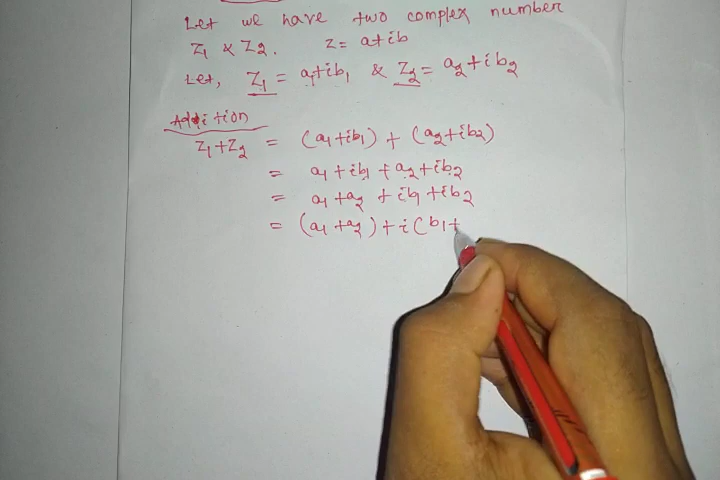 Let we have two complex number
Z₁ & Z₂. Z = a+ib
Let, Z₁ = a₁+ib₁ & Z₂ = a₂+ib₂
Addition
Z₁+Z₂ = (a₁+ib₁) + (a₂+ib₂)
= a₁ + ib₁ + a₂+ib₂
= a₁ + a₂ + ib₁ + ib₂
= (a₁ + a₂) + i(b₁+